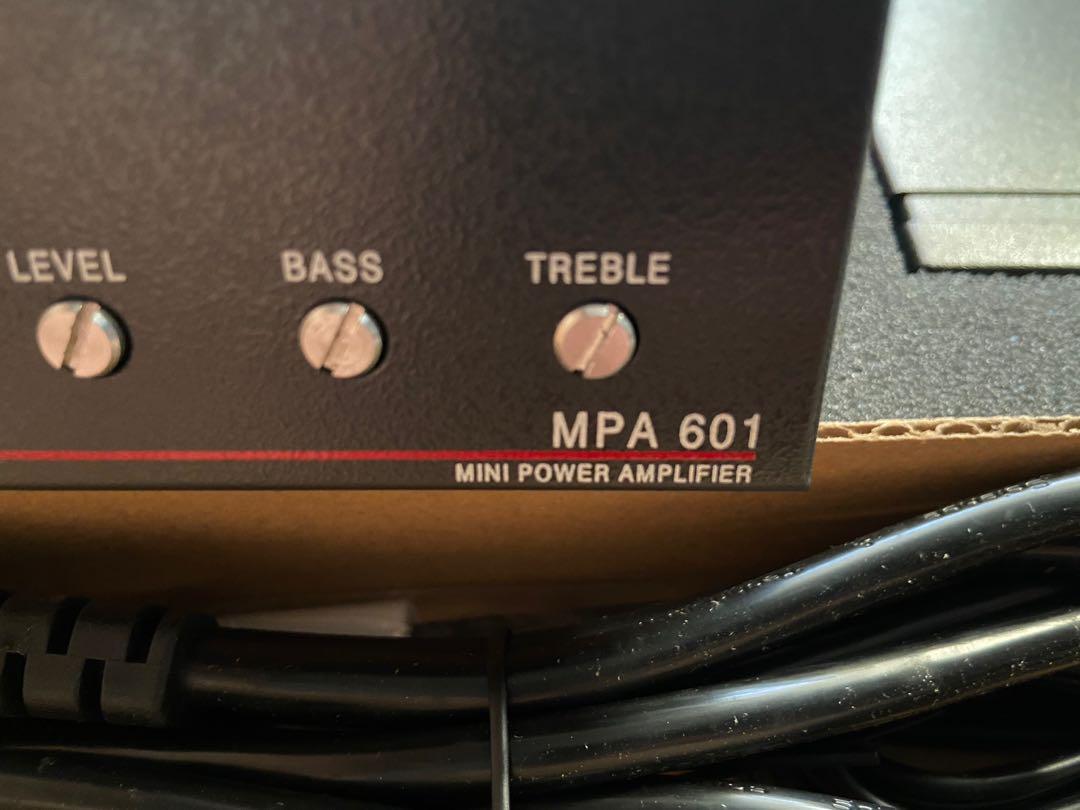 LEVEL BASS TREBLE
MPA 601
MINI POWER AMPLIFIER